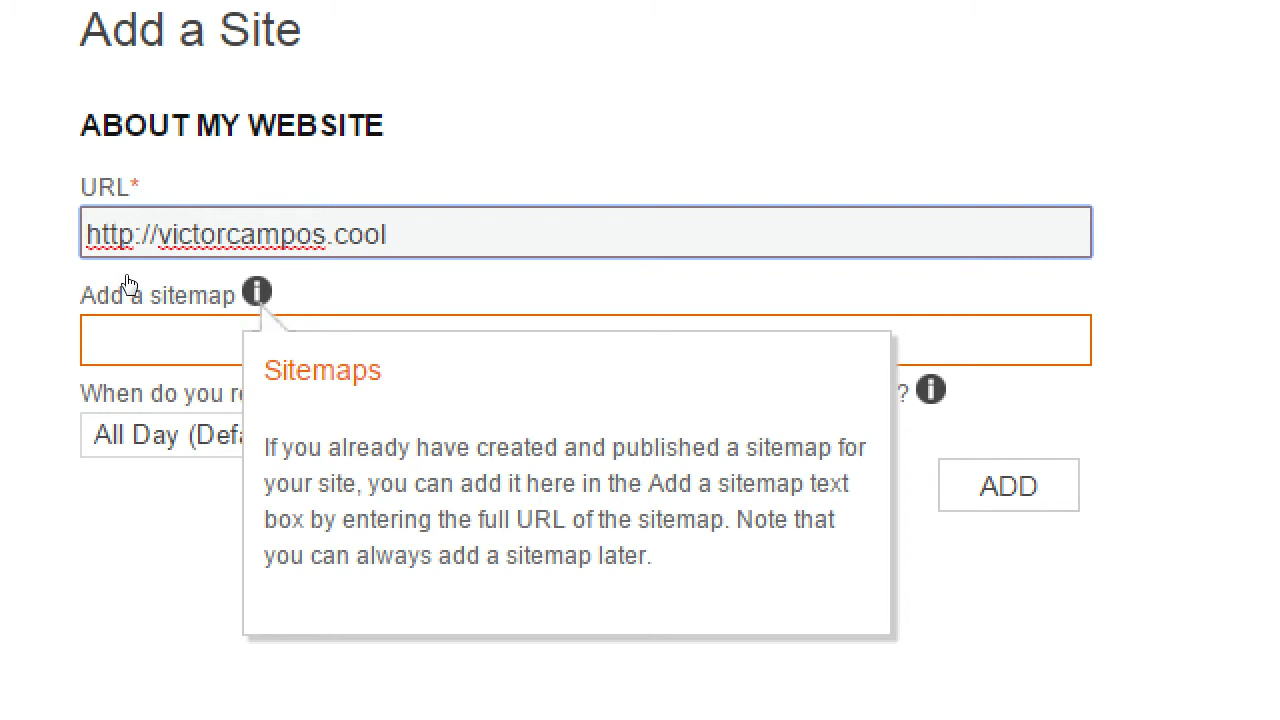 Add a Site
ABOUT MY WEBSITE
URL*
http://victorcampos.cool
Add a sitemap i
Sitemaps
If you already have created and published a sitemap for
your site, you can add it here in the Add a sitemap text
box by entering the full URL of the sitemap. Note that
you can always add a sitemap later.
When do you ? i
All Day
ADD